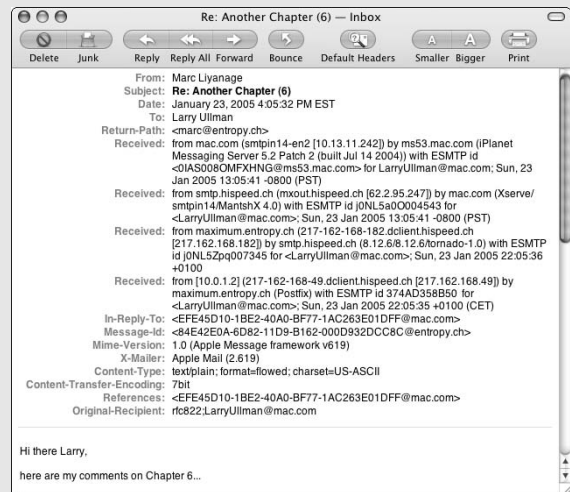 Re: Another Chapter (6) — Inbox
Delete Junk Reply Reply All Forward Bounce Default Headers Smaller Bigger Print
From: Marc Liyanage
Subject: Re: Another Chapter (6)
Date: January 23, 2005 4:05:32 PM EST
To: Larry Ullman
Return-Path: <marc@entropy.ch>
Received: from mac.com (smtpin14-en2 [10.13.11.242]) by ms53.mac.com (iPlanet
Messaging Server 5.2 Patch 2 (built Jul 14 2004)) with ESMTP id
<0IAS008OMFXHNG@ms53.mac.com> for LarryUllman@mac.com; Sun, 23
Jan 2005 13:05:41 -0800 (PST)
Received: from smtp.hispeed.ch (mxout.hispeed.ch [62.2.95.247]) by mac.com (Xserve/
smtpin14/MantshX 4.0) with ESMTP id j0NL5a0O004543 for
<LarryUllman@mac.com>; Sun, 23 Jan 2005 13:05:41 -0800 (PST)
Received: from maximum.entropy.ch (217-162-168-182.dclient.hispeed.ch
[217.162.168.182]) by smtp.hispeed.ch (8.12.6/8.12.6/tornado-1.0) with ESMTP
id j0NL5Zpq007345 for <LarryUllman@mac.com>; Sun, 23 Jan 2005 22:05:36
+0100
Received: from [10.0.1.2] (217-162-168-49.dclient.hispeed.ch [217.162.168.49]) by
maximum.entropy.ch (Postfix) with ESMTP id 374AD358B50 for
<LarryUllman@mac.com>; Sun, 23 Jan 2005 22:05:35 +0100 (CET)
In-Reply-To: <EFE45D10-1BE2-40A0-BF77-1AC263E01DFF@mac.com>
Message-Id: <84E42E0A-6D82-11D9-B162-000D932DCC8C@entropy.ch>
Mime-Version: 1.0 (Apple Message framework v619)
X-Mailer: Apple Mail (2.619)
Content-Type: text/plain; format=flowed; charset=US-ASCII
Content-Transfer-Encoding: 7bit
References: <EFE45D10-1BE2-40A0-BF77-1AC263E01DFF@mac.com>
Original-Recipient: rfc822;LarryUllman@mac.com
Hi there Larry,
here are my comments on Chapter 6...